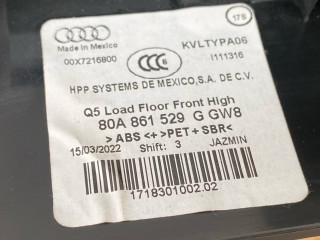 175
Made in Mexico
KVLTYPA06
00X7216800
I111316
HPP SYSTEMS DE MEXICO,S.A. DE C.V.
Q5 Load Floor Front High
80A 861 529 G GW8
>ABS<+>PET+SBR<
15/03/2022 Shift: 3 JAZMIN
1718301002.02